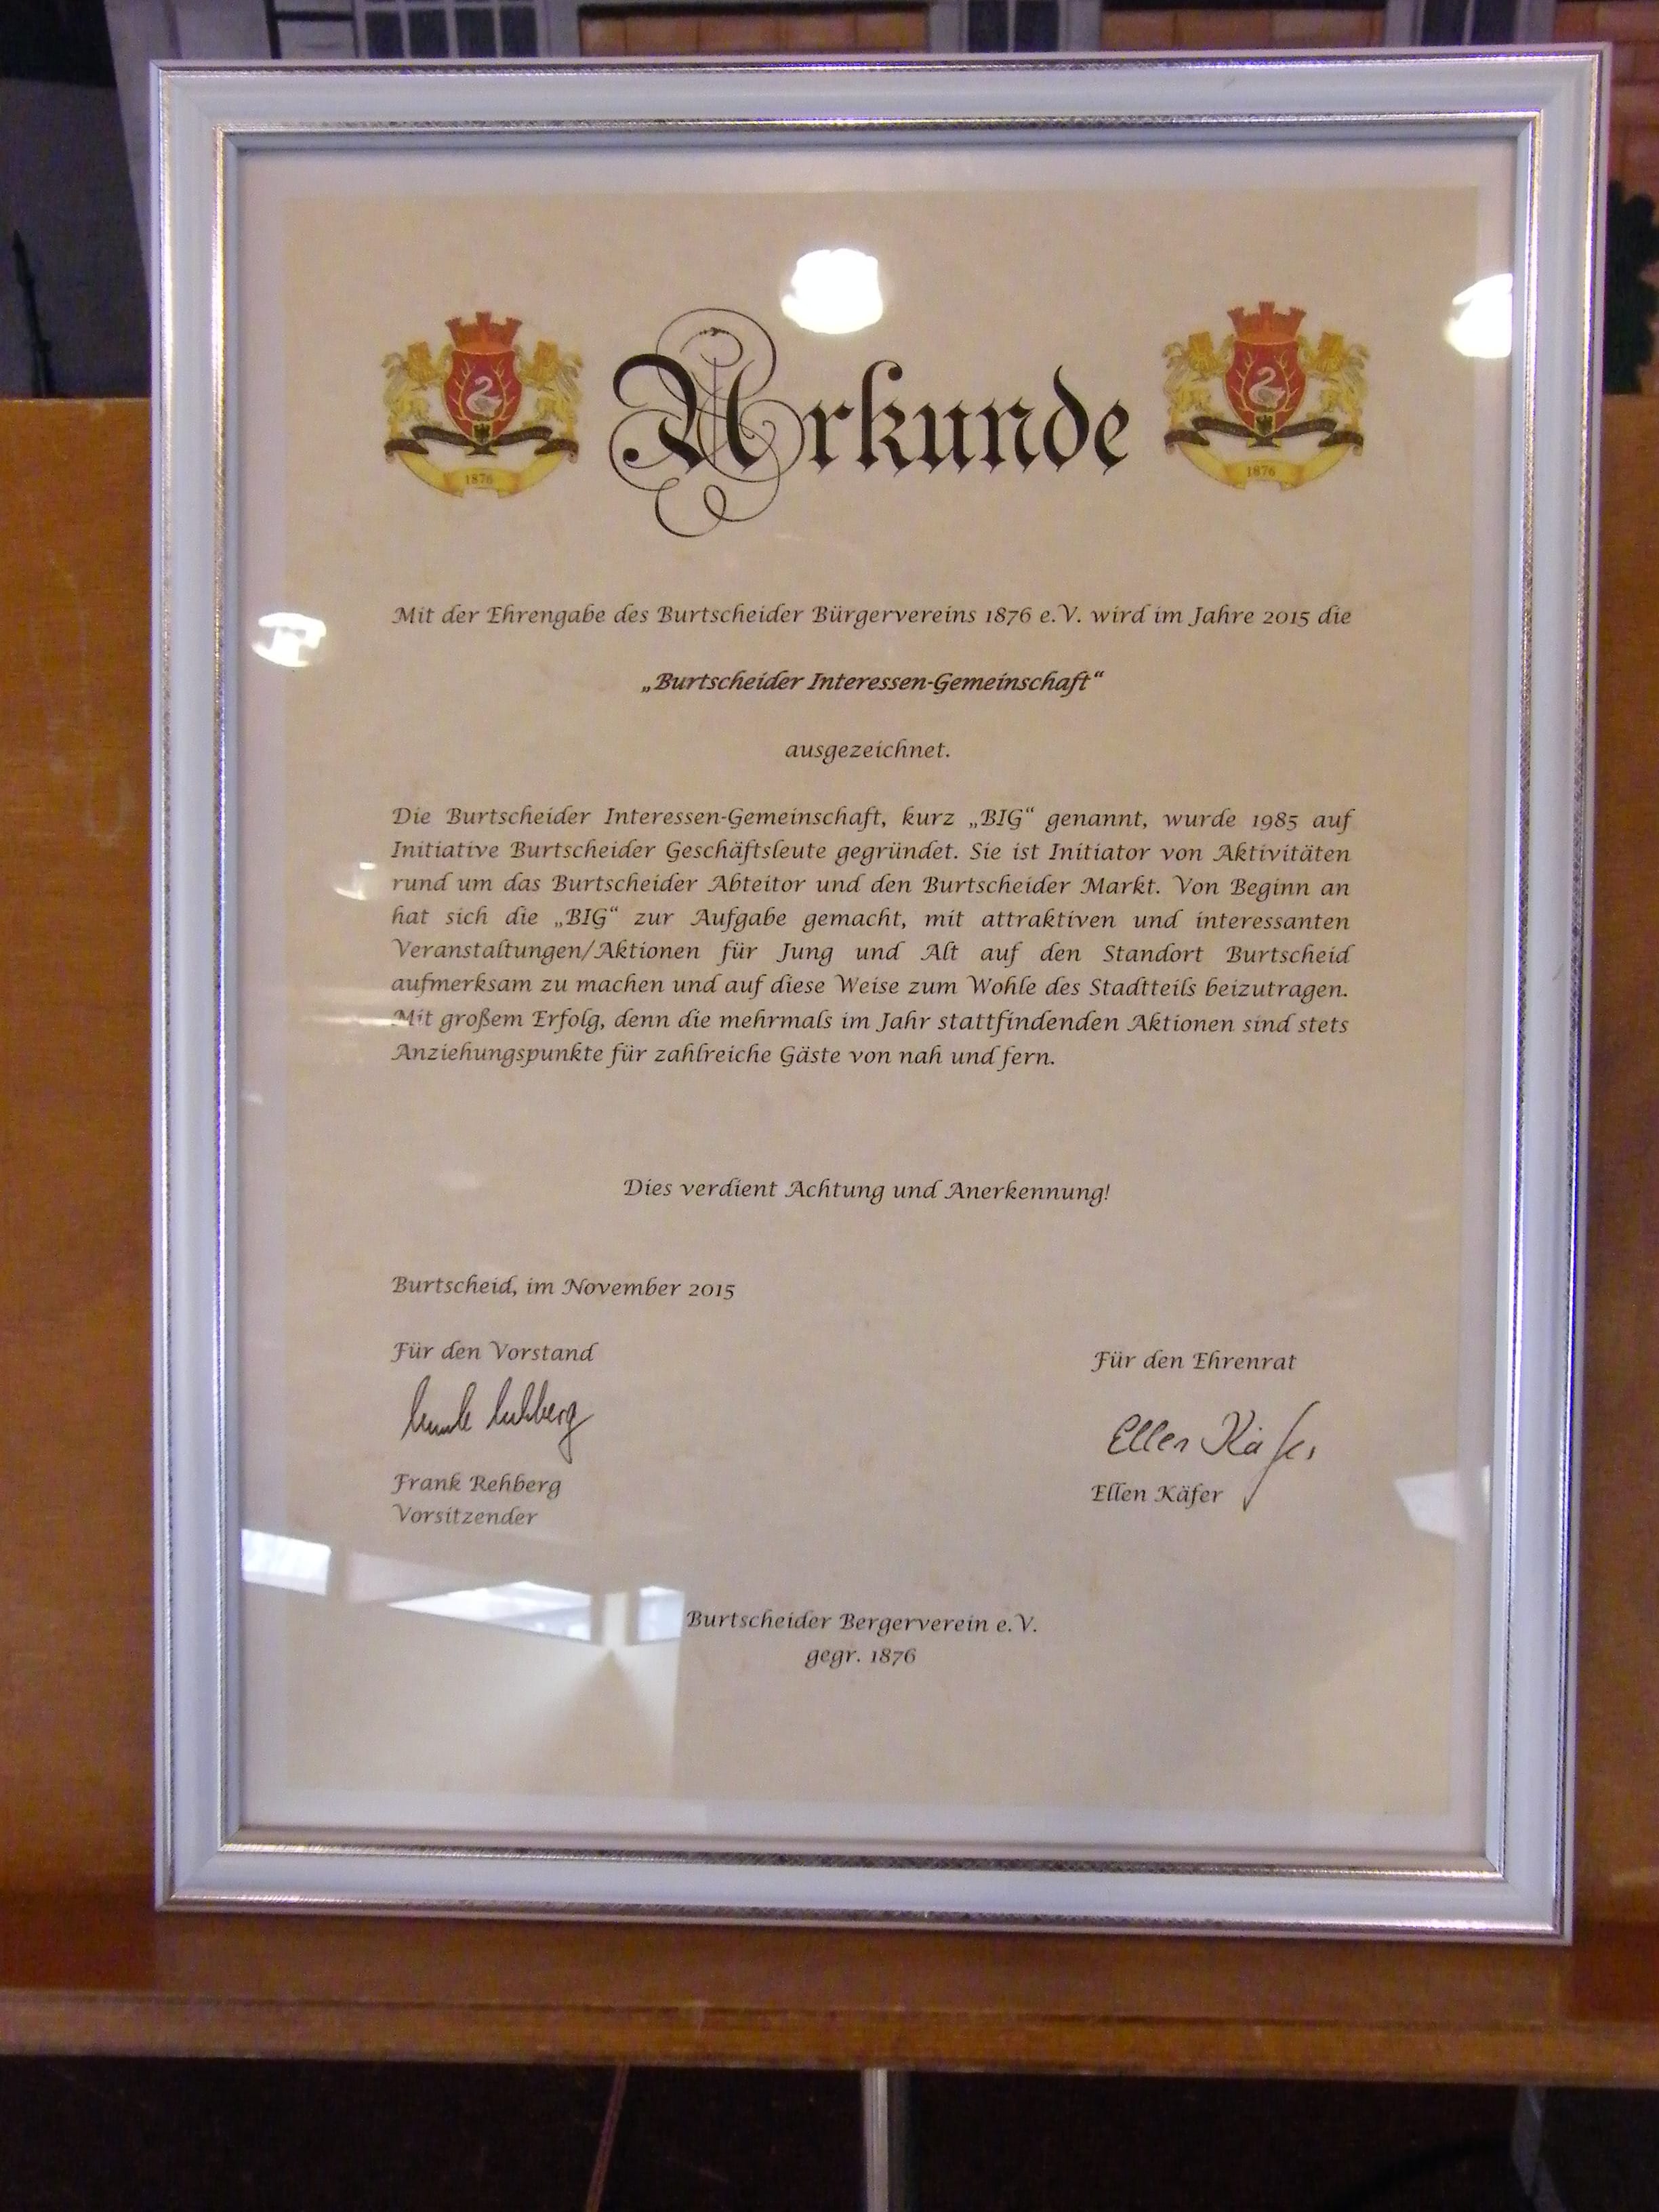 Urkunde
1876
1876
Mit der Ehrengabe des Burtscheider Bürgervereins 1876 e.V. wird im Jahre 2015 die
„Burtscheider Interessen-Gemeinschaft“
ausgezeichnet.
Die Burtscheider Interessen-Gemeinschaft, kurz „BIG“ genannt, wurde 1985 auf
Initiative Burtscheider Geschäftsleute gegründet. Sie ist Initiator von Aktivitäten
rund um das Burtscheider Abteitor und den Burtscheider Markt. Von Beginn an
hat sich die „BIG“ zur Aufgabe gemacht, mit attraktiven und interessanten
Veranstaltungen/Aktionen für Jung und Alt auf den Standort Burtscheid
aufmerksam zu machen und auf diese Weise zum Wohle des Stadtteils beizutragen.
Mit großem Erfolg, denn die mehrmals im Jahr stattfindenden Aktionen sind stets
Anziehungspunkte für zahlreiche Gäste von nah und fern.
Dies verdient Achtung und Anerkennung!
Burtscheid, im November 2015
Für den Vorstand
Für den Ehrenrat
Ellen Käfer
Frank Rehberg
Ellen Käfer
Vorsitzender
Burtscheider Bergerverein e.V.
gegr. 1876